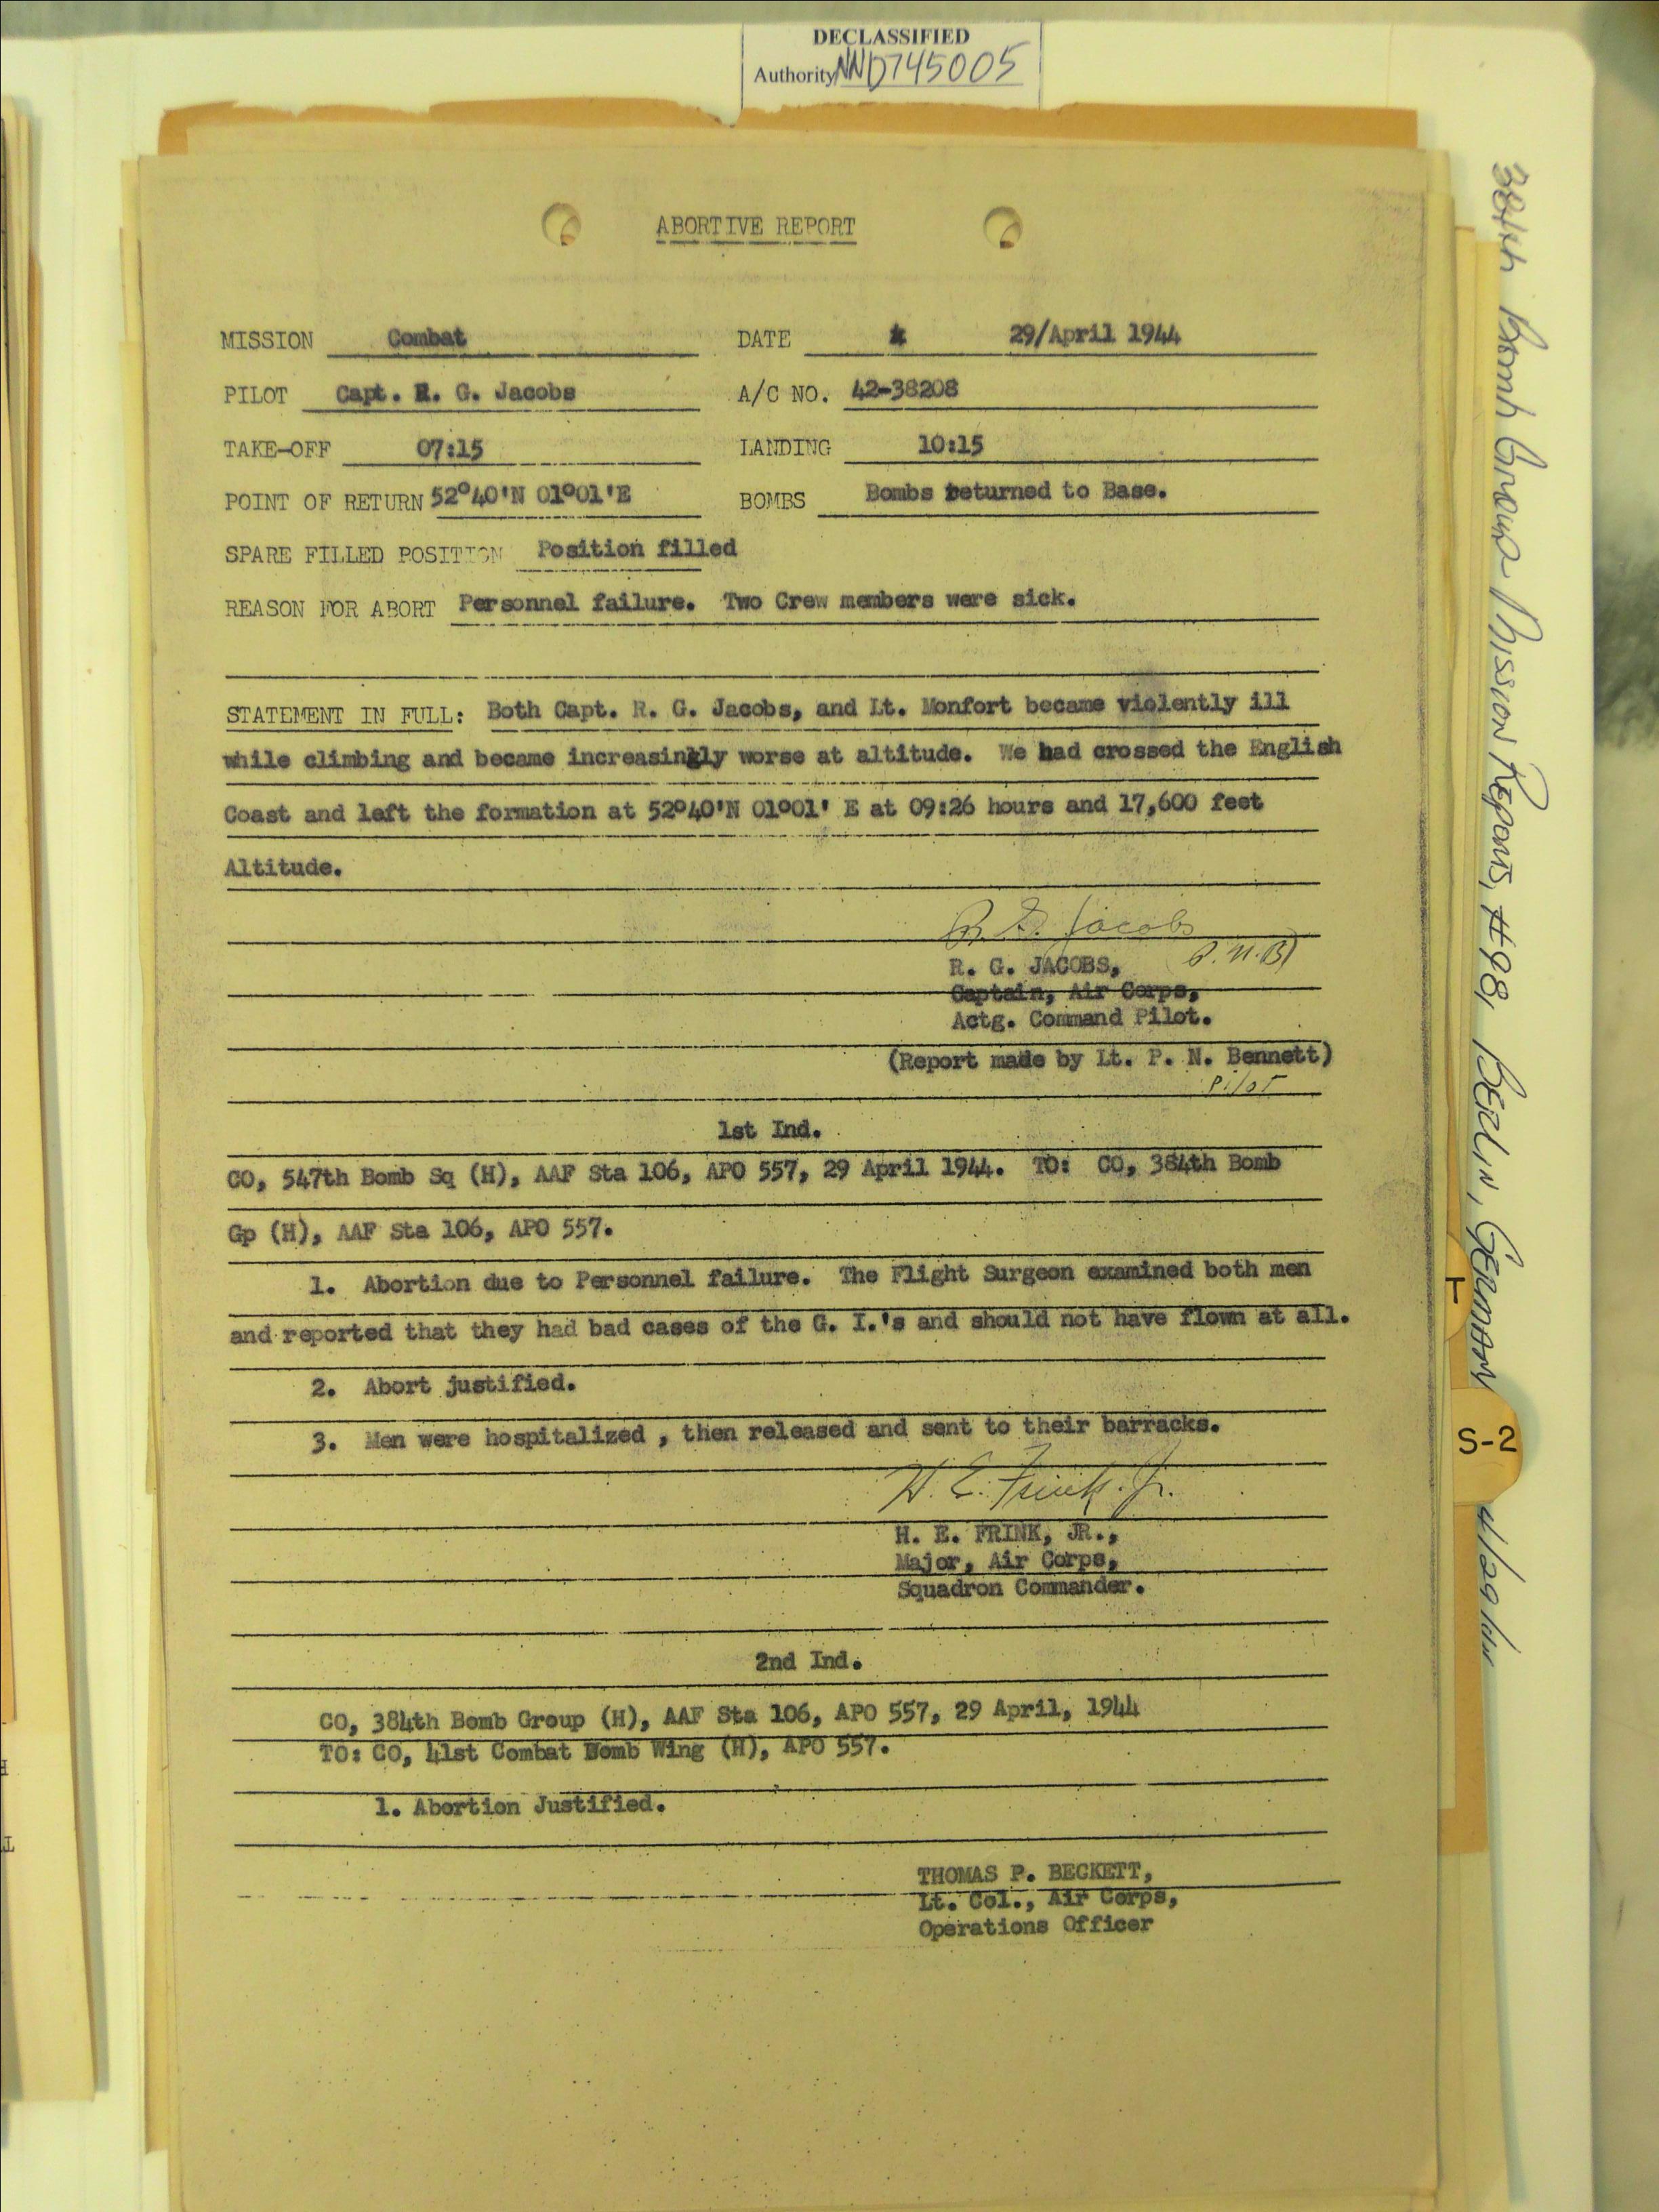 DECLASSIFIED
Authority NND745005
ABORTIVE REPORT
MISSION Combat DATE 29/April 1944
PILOT Capt. R. G. Jacobs A/C NO. 42-38208
TAKE-OFF 07:15 LANDING 10:15
POINT OF RETURN 52°40'N 01°01'E BOMBS Bombs returned to Base.
SPARE FILLED POSITION Position filled
REASON FOR ABORT Personnel failure. Two Crew members were sick.
STATEMENT IN FULL: Both Capt. R. G. Jacobs, and Lt. Monfort became violently ill
while climbing and became increasingly worse at altitude. We had crossed the English
Coast and left the formation at 52°40'N 01°01' E at 09:26 hours and 17,600 feet
Altitude.
R. G. Jacobs
P.N.B)
R. G. JACOBS,
Captain, Air Corps,
Actg. Command Pilot.
(Report made by Lt. P. N. Bennett)
Pilot
1st Ind.
CO, 547th Bomb Sq (H), AAF Sta 106, APO 557, 29 April 1944. TO: CO, 384th Bomb
Gp (H), AAF Sta 106, APO 557.
1. Abortion due to Personnel failure. The Flight Surgeon examined both men
and reported that they had bad cases of the G. I.'s and should not have flown at all.
2. Abort justified.
3. Men were hospitalized , then released and sent to their barracks.
H. E. Frink. Jr.
H. E. FRINK, JR.,
Major, Air Corps,
Squadron Commander.
2nd Ind.
CO, 384th Bomb Group (H), AAF Sta 106, APO 557, 29 April, 1944
TO: CO, 41st Combat Bomb Wing (H), APO 557.
1. Abortion Justified.
THOMAS P. BECKETT,
Lt. Col., Air Corps,
Operations Officer
384th Bomb Group Mission Reports, #98, Berlin, Germany 4/29/44
T
S-2